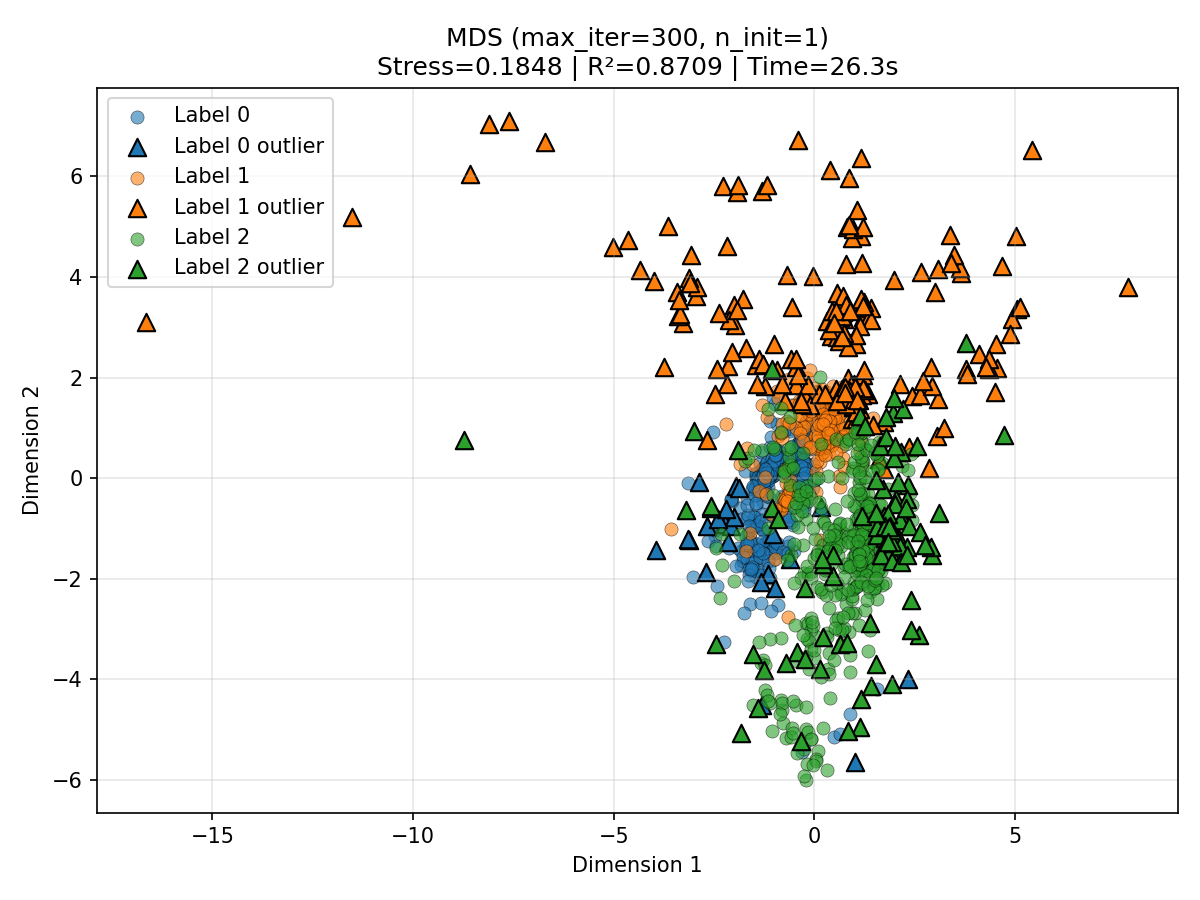 MDS (max_iter=300, n_init=1)
Stress=0.1848 | R²=0.8709 | Time=26.3s
Label 0
Label 0 outlier
Label 1
Label 1 outlier
Label 2
Label 2 outlier
6
4
2
0
−2
−4
−6
Dimension 2
−15
−10
−5
0
5
Dimension 1